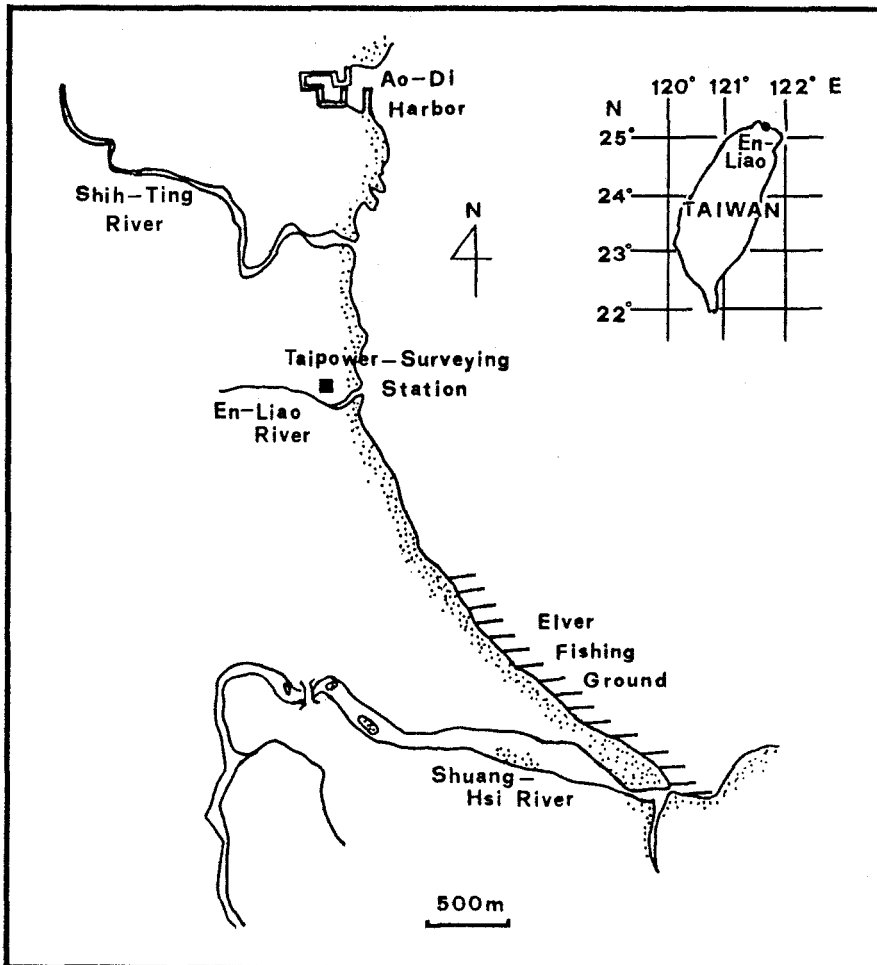 Ao-Di
Harbor
Shih-Ting
River
N
Taipower-Surveying
Station
En-Liao
River
Elver
Fishing
Ground
Shuang-
Hsi River
500m
120° 121° 122° E
N
25°
En-
Liao
24°
TAIWAN
23°
22°